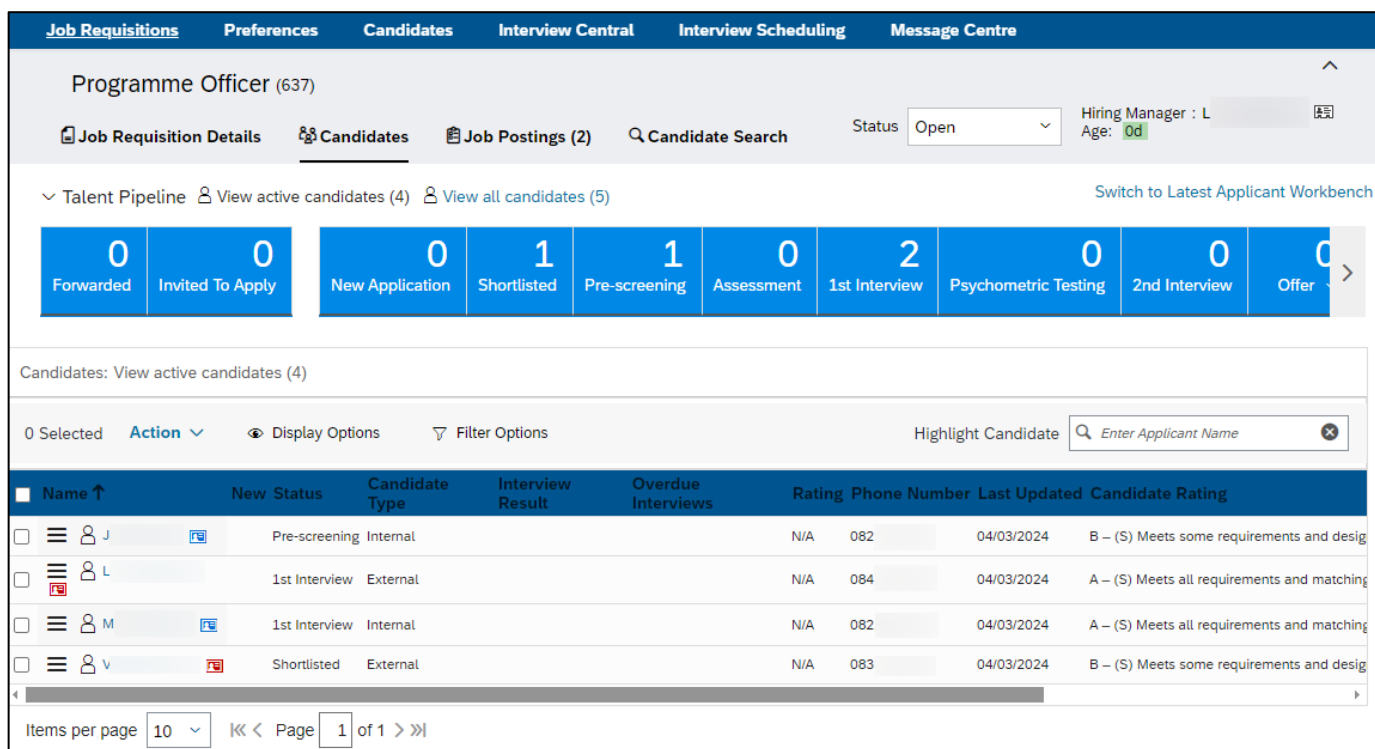 Job Requisitions Preferences Candidates Interview Central Interview Scheduling Message Centre
Programme Officer (637)
Job Requisition Details Candidates Job Postings (2) Candidate Search Status Open Hiring Manager : L
Age: 0d
Talent Pipeline View active candidates (4) View all candidates (5) Switch to Latest Applicant Workbench
0 0 0 1 1 0 2 0 0 0
Forwarded Invited To Apply New Application Shortlisted Pre-screening Assessment 1st Interview Psychometric Testing 2nd Interview Offer
Candidates: View active candidates (4)
0 Selected Action Display Options Filter Options Highlight Candidate Enter Applicant Name
Name New Status Candidate Type Interview Result Overdue Interviews Rating Phone Number Last Updated Candidate Rating
J Pre-screening Internal N/A 082 04/03/2024 B – (S) Meets some requirements and desig
L 1st Interview External N/A 084 04/03/2024 A – (S) Meets all requirements and matching
M 1st Interview Internal N/A 082 04/03/2024 A – (S) Meets all requirements and matching
V Shortlisted External N/A 083 04/03/2024 B – (S) Meets some requirements and desig
Items per page 10 Page 1 of 1